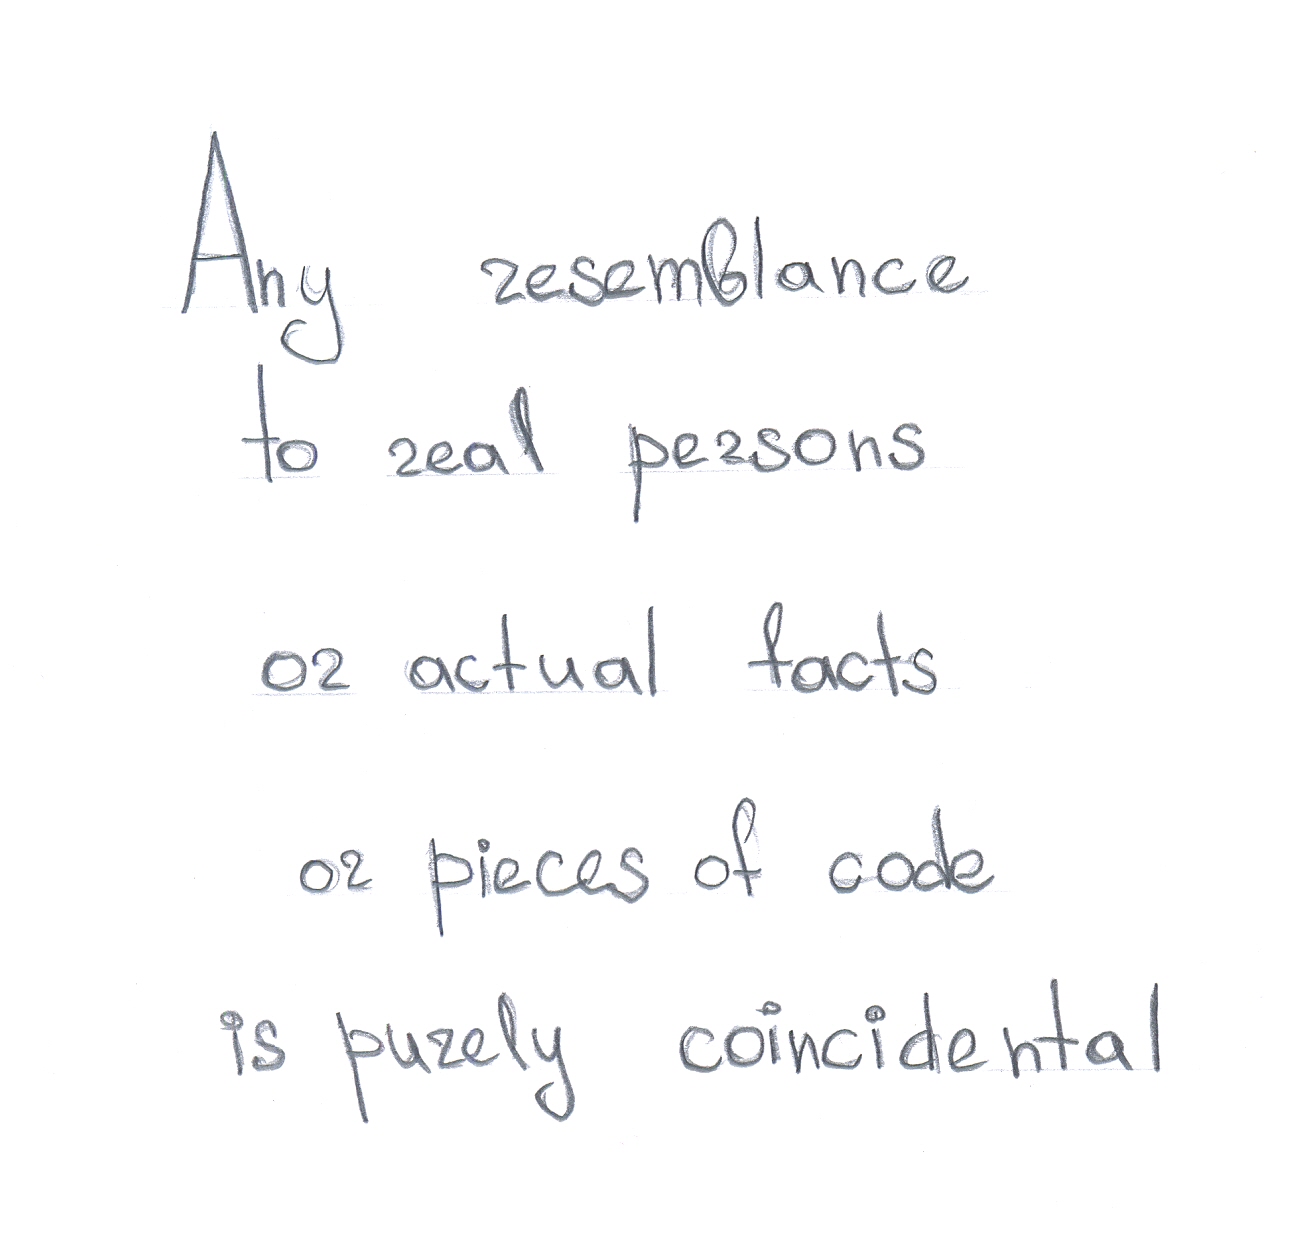 Any resemblance
to real persons
or actual facts
or pieces of code
is purely coincidental